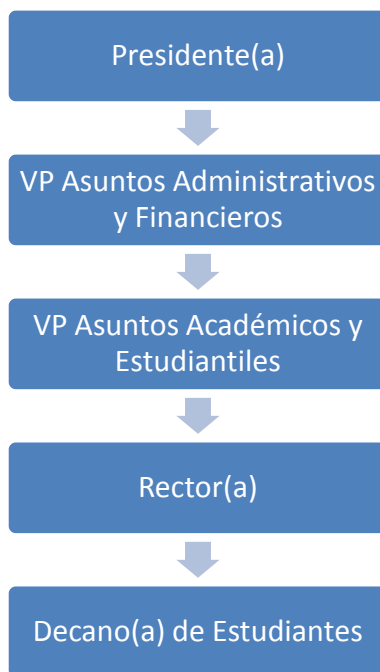 Presidente(a)
VP Asuntos Administrativos
y Financieros
VP Asuntos Académicos y
Estudiantiles
Rector(a)
Decano(a) de Estudiantes